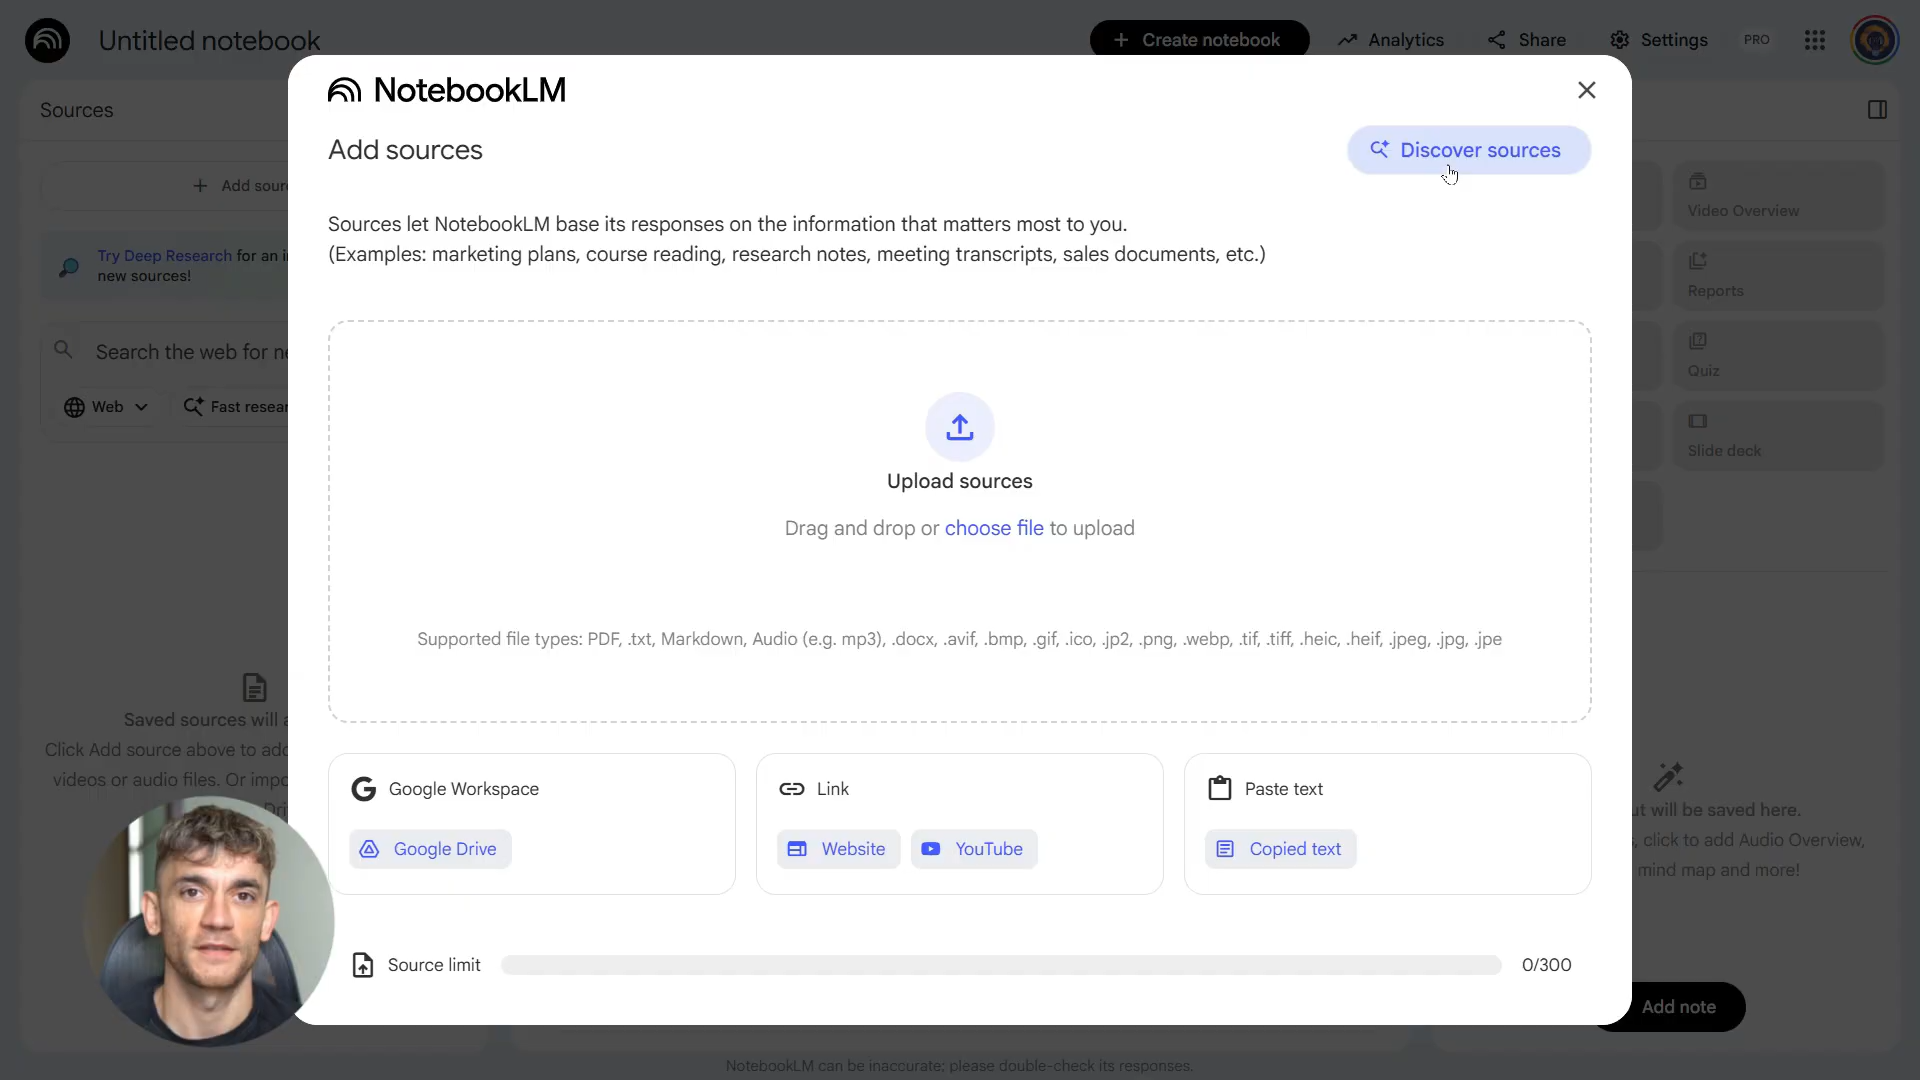 Untitled notebook
Create notebook
Analytics
Share
Settings
PRO
NotebookLM
Sources
Add sources
Discover sources
Add
Sources let NotebookLM base its responses on the information that matters most to you.
(Examples: marketing plans, course reading, research notes, meeting transcripts, sales documents, etc.)
Try Deep Research for an
new sources!
Search the web for
Web
Fast
Video Overview
Reports
Quiz
Slide deck
Upload sources
Drag and drop or choose file to upload
Supported file types: PDF, .txt, Markdown, Audio (e.g. mp3), .docx, .avif, .bmp, .gif, .ico, .jp2, .png, .webp, .tif, .tiff, .heic, .heif, .jpeg, .jpg, .jpe
Saved sources will
Click Add source above to
videos or audio files. Or
Google Workspace
Google Drive
Link
Website
YouTube
Paste text
Copied text
will be saved here.
click to add Audio Overview,
mind map and more!
Source limit
0/300
Add note
NotebookLM can be inaccurate; please double-check its responses.